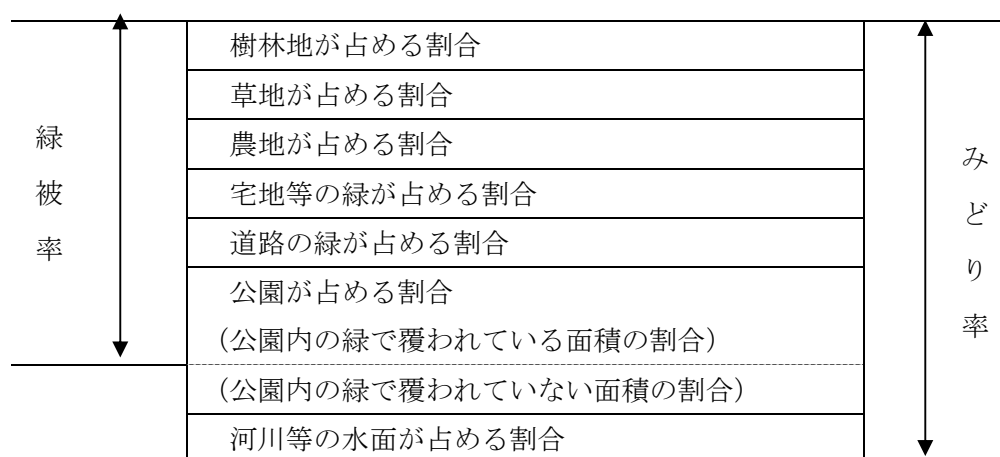 樹林地が占める割合
草地が占める割合
農地が占める割合
宅地等の緑が占める割合
道路の緑が占める割合
公園が占める割合
(公園内の緑で覆われている面積の割合)
(公園内の緑で覆われていない面積の割合)
河川等の水面が占める割合
緑被率
みどり率